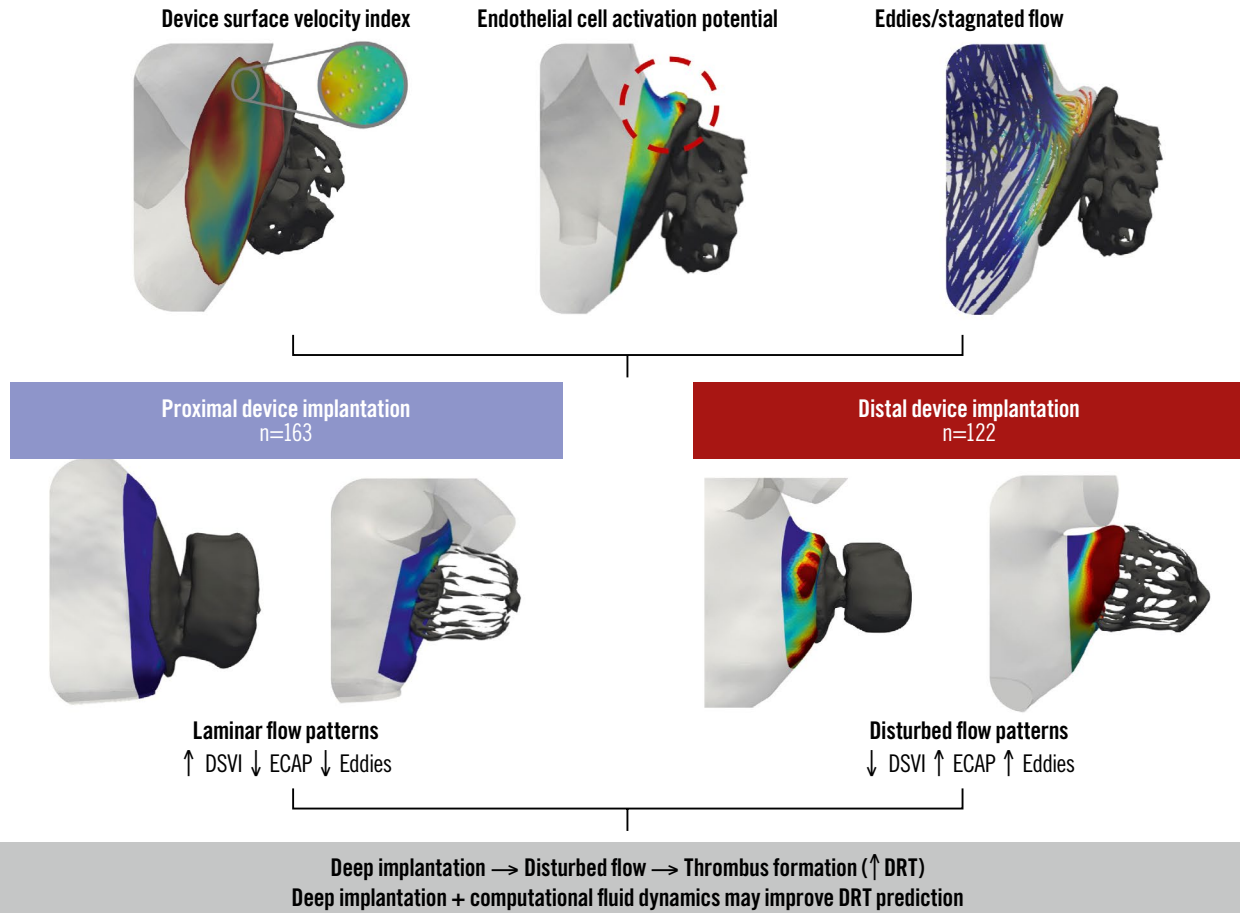 Device surface velocity index
Endothelial cell activation potential
Eddies/stagnated flow
Proximal device implantation
n=163
Distal device implantation
n=122
Laminar flow patterns
↑ DSVI ↓ ECAP ↓ Eddies
Disturbed flow patterns
↓ DSVI ↑ ECAP ↑ Eddies
Deep implantation → Disturbed flow → Thrombus formation (↑ DRT)
Deep implantation + computational fluid dynamics may improve DRT prediction